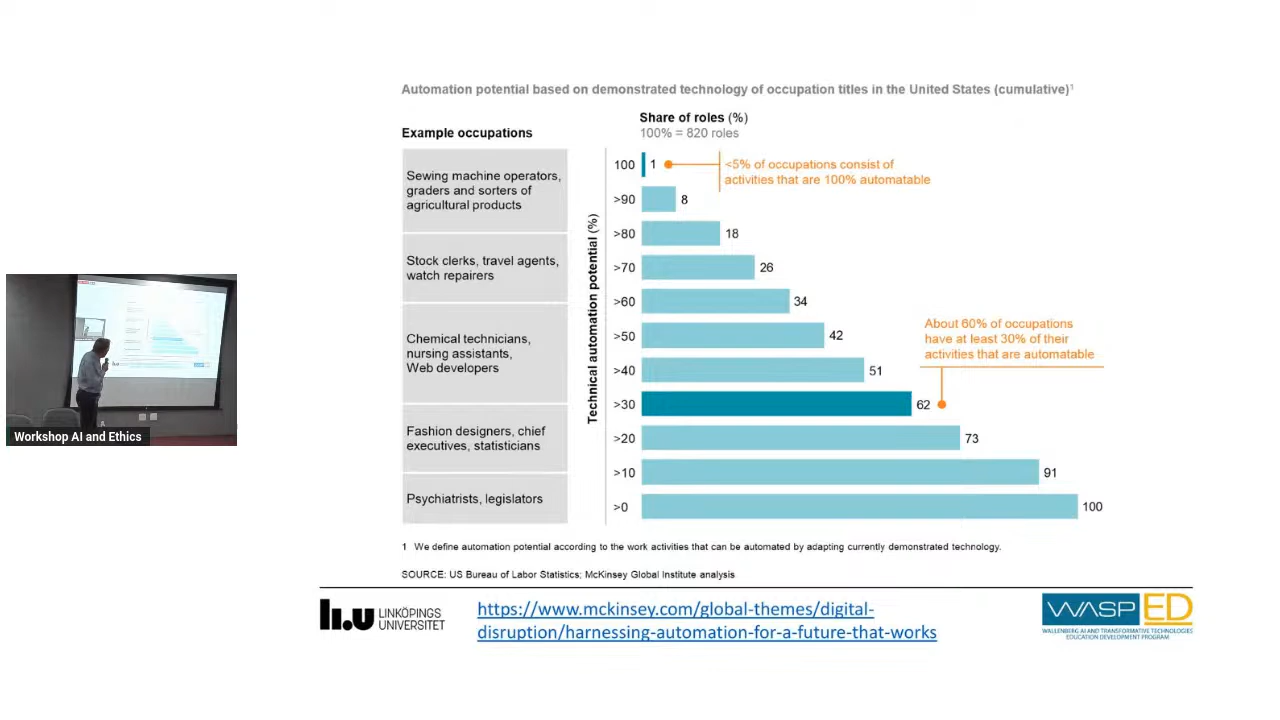 Automation potential based on demonstrated technology of occupation titles in the United States (cumulative)¹
Share of roles (%)
100% = 820 roles
Example occupations
Sewing machine operators,
graders and sorters of
agricultural products
Stock clerks, travel agents,
watch repairers
Chemical technicians,
nursing assistants,
Web developers
Fashion designers, chief
executives, statisticians
Psychiatrists, legislators
Technical automation potential (%)
100 1
>90 8
>80 18
>70 26
>60 34
>50 42
>40 51
>30 62
>20 73
>10 91
>0 100
<5% of occupations consist of
activities that are 100% automatable
About 60% of occupations
have at least 30% of their
activities that are automatable
1 We define automation potential according to the work activities that can be automated by adapting currently demonstrated technology.
SOURCE: US Bureau of Labor Statistics; McKinsey Global Institute analysis
Workshop AI and Ethics
li.u LINKÖPINGS
UNIVERSITET
https://www.mckinsey.com/global-themes/digital-
disruption/harnessing-automation-for-a-future-that-works
WASP ED
WALLENBERG AI AND TRANSFORMATIVE TECHNOLOGIES
EDUCATION DEVELOPMENT PROGRAM